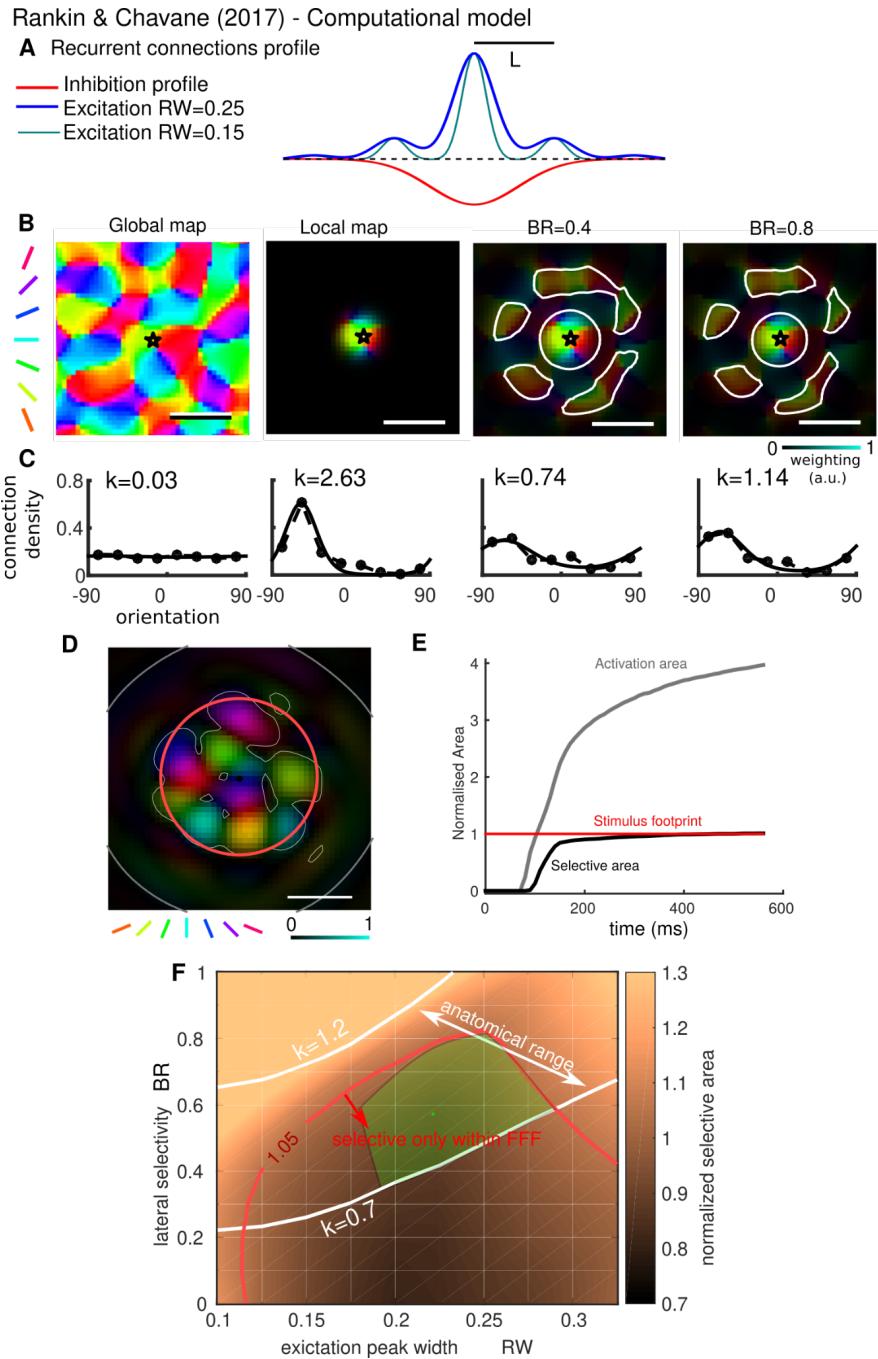 Rankin & Chavane (2017) - Computational model
A Recurrent connections profile
L
Inhibition profile
Excitation RW=0.25
Excitation RW=0.15
B
Global map
Local map
BR=0.4
BR=0.8
0
1
weighting
(a.u.)
C
connection
density
0.8
0.4
0
k=0.03
k=2.63
k=0.74
k=1.14
-90 0 90
-90 0 90
-90 0 90
-90 0 90
orientation
D
0
1
E
Normalised Area
4
3
2
1
0
Activation area
Stimulus footprint
Selective area
0 200 400 600
time (ms)
F
lateral selectivity BR
1
0.8
0.6
0.4
0.2
0
k=1.2
anatomical range
1.05
selective only within FFF
k=0.7
0.1 0.15 0.2 0.25 0.3
exictation peak width RW
1.3
1.2
1.1
1
0.9
0.8
0.7
normalized selective area